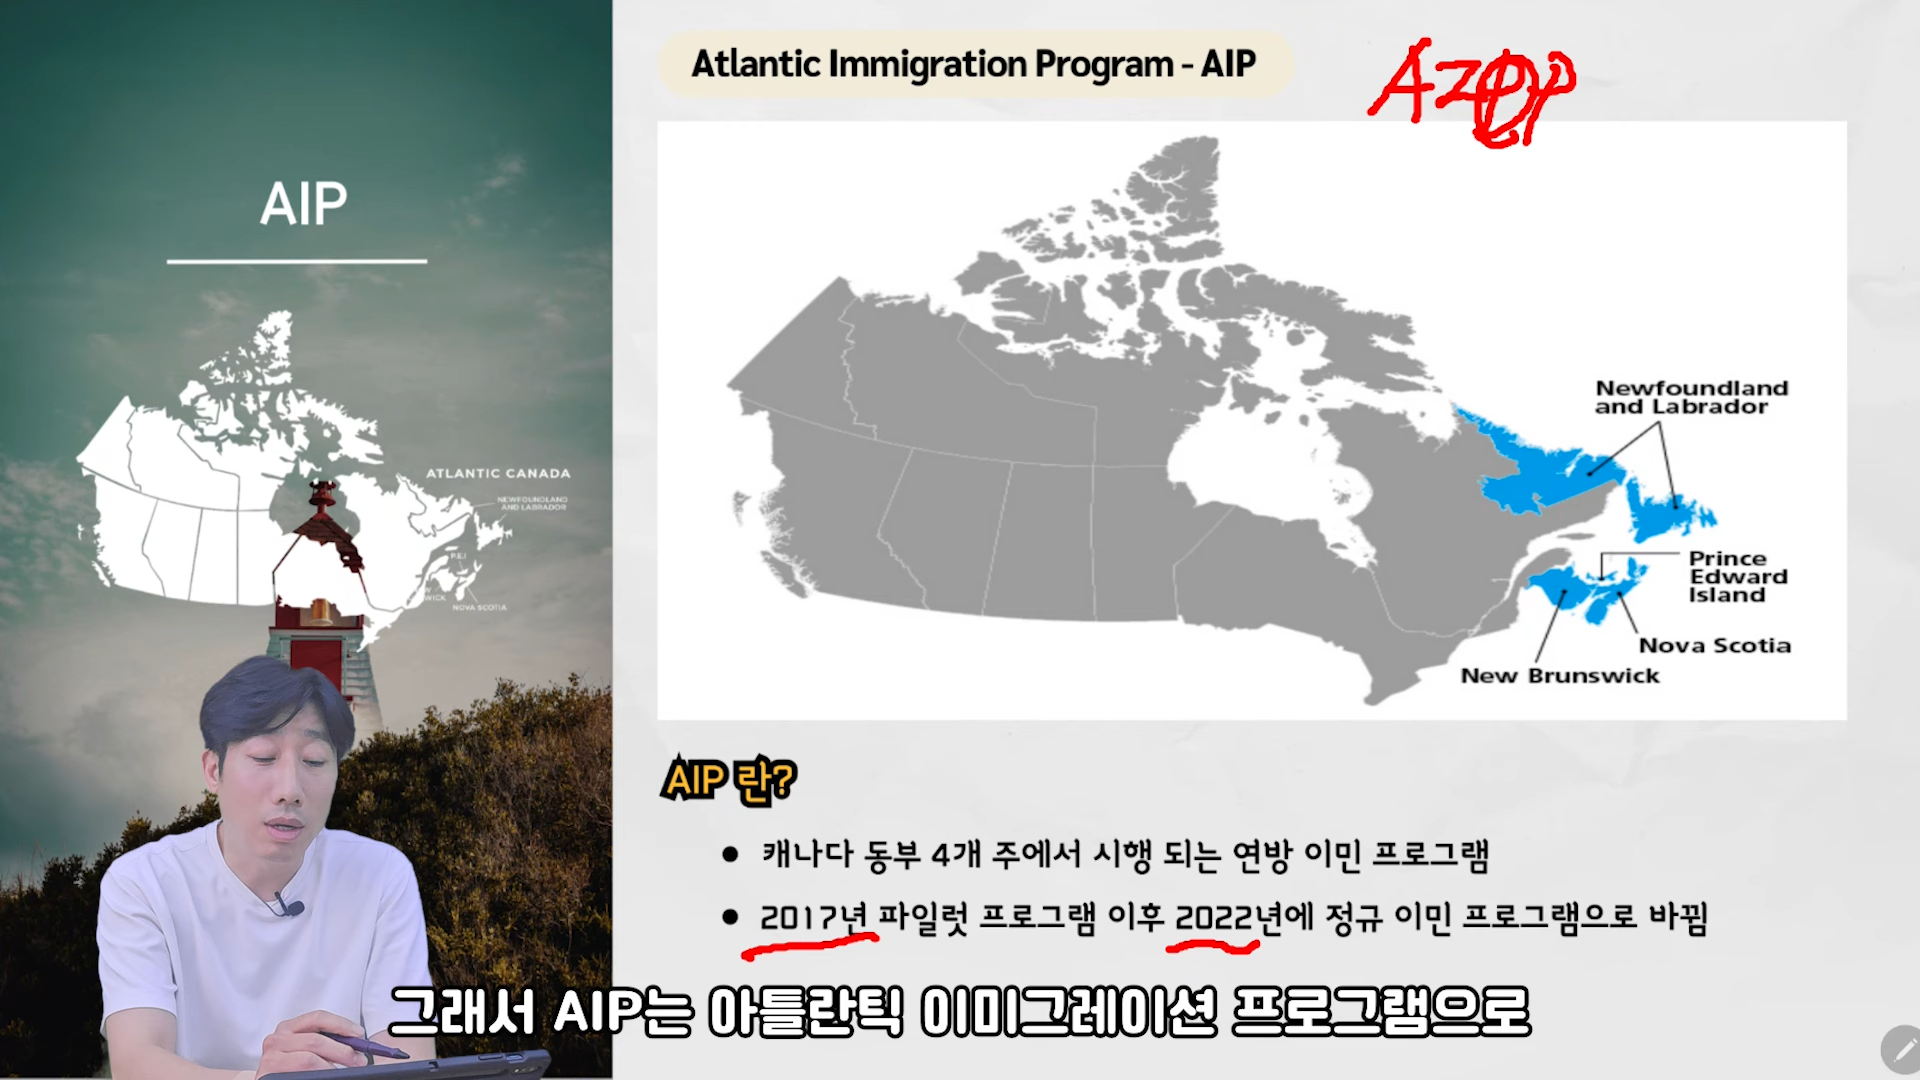 AIP
ATLANTIC CANADA
NEWFOUNDLAND
AND LABRADOR
P.E.I
WICK
NOVA SCOTIA
Atlantic Immigration Program - AIP
Newfoundland
and Labrador
Prince
Edward
Island
Nova Scotia
New Brunswick
AIP 란?
• 캐나다 동부 4개 주에서 시행 되는 연방 이민 프로그램
• 2017년 파일럿 프로그램 이후 2022년에 정규 이민 프로그램으로 바뀜
그래서 AIP는 아틀란틱 이미그레이션 프로그램으로